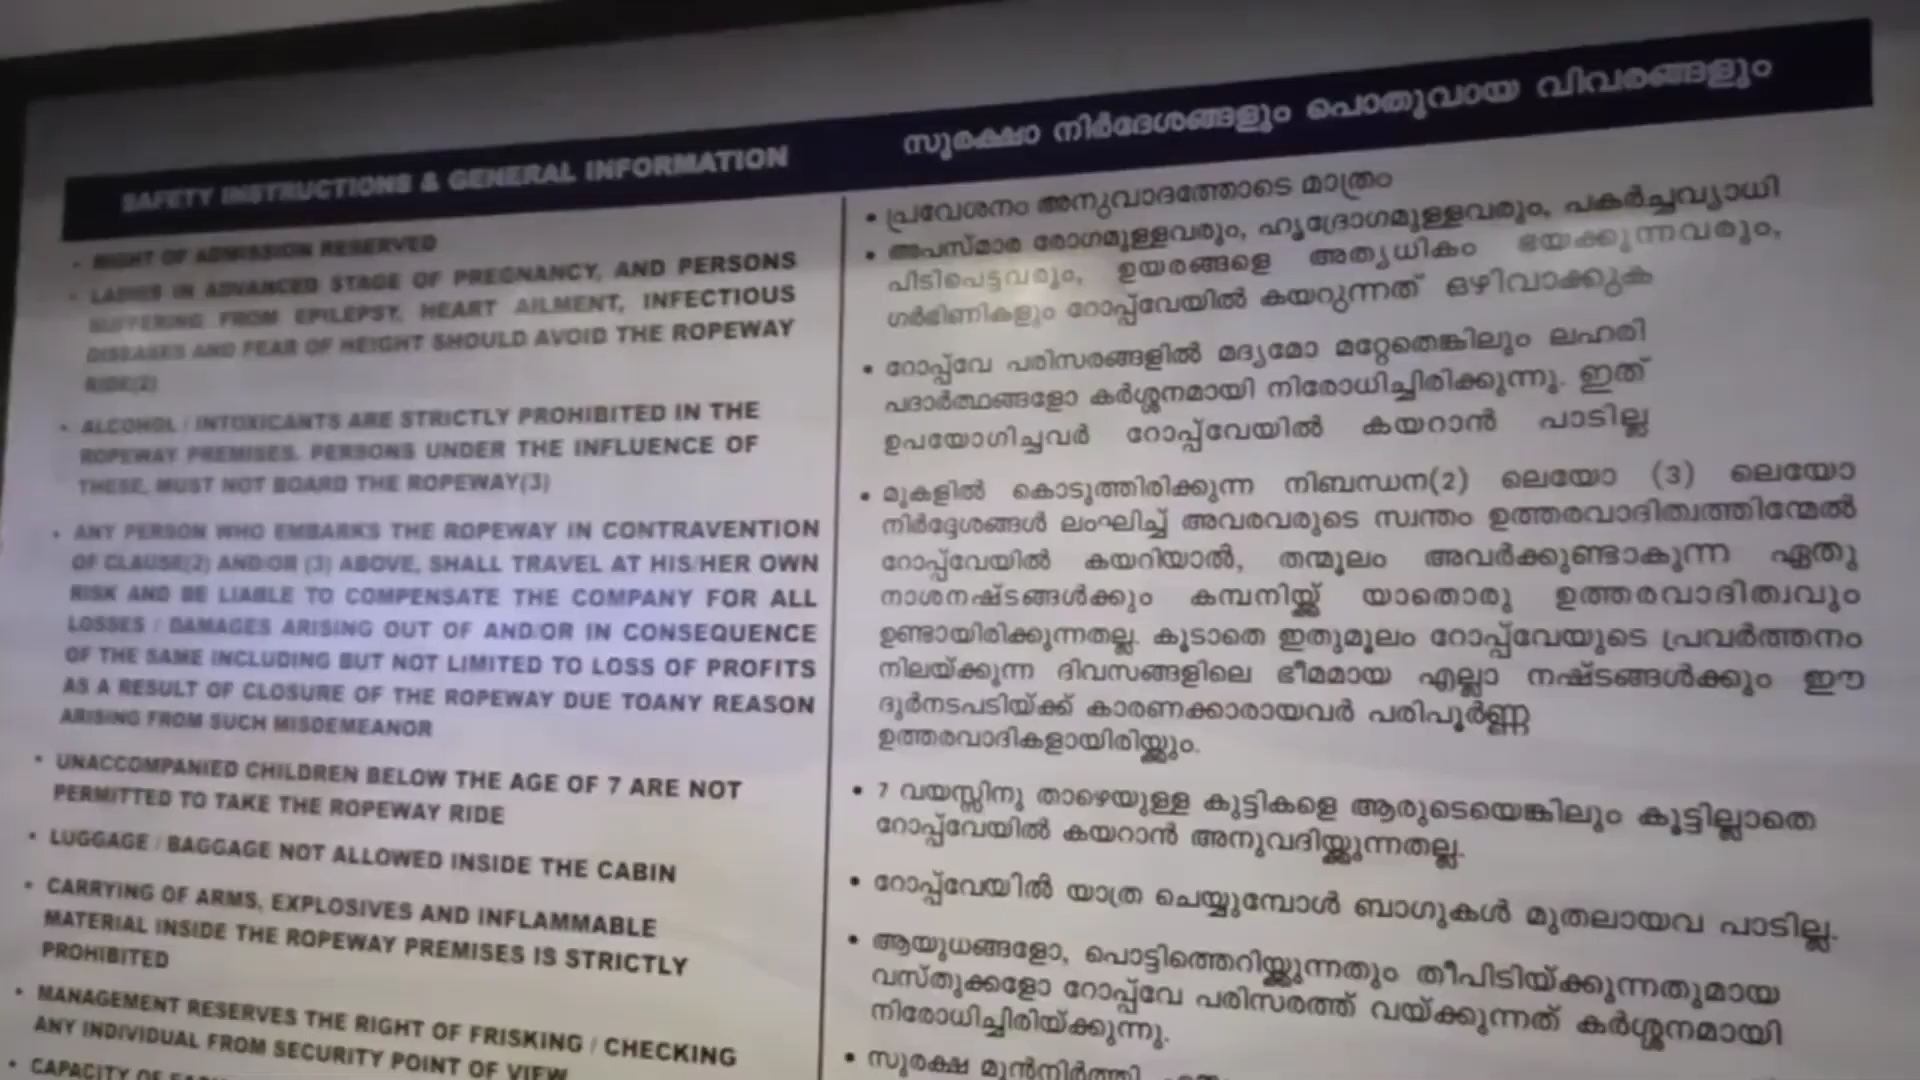 SAFETY INSTRUCTIONS & GENERAL INFORMATION
• RIGHT OF ADMISSION RESERVED
• LADIES IN ADVANCED STAGE OF PREGNANCY, AND PERSONS
SUFFERING FROM EPILEPSY, HEART AILMENT, INFECTIOUS
DISEASES AND FEAR OF HEIGHT SHOULD AVOID THE ROPEWAY
RIDE(2)
• ALCOHOL / INTOXICANTS ARE STRICTLY PROHIBITED IN THE
ROPEWAY PREMISES. PERSONS UNDER THE INFLUENCE OF
THESE, MUST NOT BOARD THE ROPEWAY(3)
• ANY PERSON WHO EMBARKS THE ROPEWAY IN CONTRAVENTION
OF CLAUSE(2) AND/OR (3) ABOVE, SHALL TRAVEL AT HIS/HER OWN
RISK AND BE LIABLE TO COMPENSATE THE COMPANY FOR ALL
LOSSES / DAMAGES ARISING OUT OF AND/OR IN CONSEQUENCE
OF THE SAME INCLUDING BUT NOT LIMITED TO LOSS OF PROFITS
AS A RESULT OF CLOSURE OF THE ROPEWAY DUE TOANY REASON
ARISING FROM SUCH MISDEMEANOR
• UNACCOMPANIED CHILDREN BELOW THE AGE OF 7 ARE NOT
PERMITTED TO TAKE THE ROPEWAY RIDE
• LUGGAGE / BAGGAGE NOT ALLOWED INSIDE THE CABIN
• CARRYING OF ARMS, EXPLOSIVES AND INFLAMMABLE
MATERIAL INSIDE THE ROPEWAY PREMISES IS STRICTLY
PROHIBITED
• MANAGEMENT RESERVES THE RIGHT OF FRISKING / CHECKING
ANY INDIVIDUAL FROM SECURITY POINT OF VIEW
• CAPACITY OF
സുരക്ഷാ നിർദേശങ്ങളും പൊതുവായ വിവരങ്ങളും
• പ്രവേശനം അനുവാദത്തോടെ മാത്രം
• അപസ്മാര രോഗമുള്ളവരും, ഹൃദ്രോഗമുള്ളവരും, പകർച്ചവ്യാധി
പിടിപെട്ടവരും, ഉയരങ്ങളെ അത്യധികം ഭയക്കുന്നവരും,
ഗർഭിണികളും റോപ്പ്‌വേയിൽ കയറുന്നത് ഒഴിവാക്കുക
• റോപ്പ്‌വേ പരിസരങ്ങളിൽ മദ്യമോ മറ്റേതെങ്കിലും ലഹരി
പദാർത്ഥങ്ങളോ കർശ്ശനമായി നിരോധിച്ചിരിക്കുന്നു. ഇത്
ഉപയോഗിച്ചവർ റോപ്പ്‌വേയിൽ കയറാൻ പാടില്ല
• മുകളിൽ കൊടുത്തിരിക്കുന്ന നിബന്ധന(2) ലെയോ (3) ലെയോ
നിർദ്ദേശങ്ങൾ ലംഘിച്ച് അവരവരുടെ സ്വന്തം ഉത്തരവാദിത്വത്തിന്മേൽ
റോപ്പ്‌വേയിൽ കയറിയാൽ, തന്മൂലം അവർക്കുണ്ടാകുന്ന ഏതു
നാശനഷ്ടങ്ങൾക്കും കമ്പനിയ്ക്ക് യാതൊരു ഉത്തരവാദിത്വവും
ഉണ്ടായിരിക്കുന്നതല്ല. കൂടാതെ ഇതുമൂലം റോപ്പ്‌വേയുടെ പ്രവർത്തനം
നിലയ്ക്കുന്ന ദിവസങ്ങളിലെ ഭീമമായ എല്ലാ നഷ്ടങ്ങൾക്കും ഈ
ദുർനടപടിയ്ക്ക് കാരണക്കാരായവർ പരിപൂർണ്ണ
ഉത്തരവാദികളായിരിയ്ക്കും.
• 7 വയസ്സിനു താഴെയുള്ള കുട്ടികളെ ആരുടെയെങ്കിലും കൂട്ടില്ലാതെ
റോപ്പ്‌വേയിൽ കയറാൻ അനുവദിയ്ക്കുന്നതല്ല.
• റോപ്പ്‌വേയിൽ യാത്ര ചെയ്യുമ്പോൾ ബാഗുകൾ മുതലായവ പാടില്ല.
• ആയുധങ്ങളോ, പൊട്ടിത്തെറിയ്ക്കുന്നതും തീപിടിയ്ക്കുന്നതുമായ
വസ്തുക്കളോ റോപ്പ്‌വേ പരിസരത്ത് വയ്ക്കുന്നത് കർശ്ശനമായി
നിരോധിച്ചിരിയ്ക്കുന്നു.
• സുരക്ഷ മുൻനിർത്തി